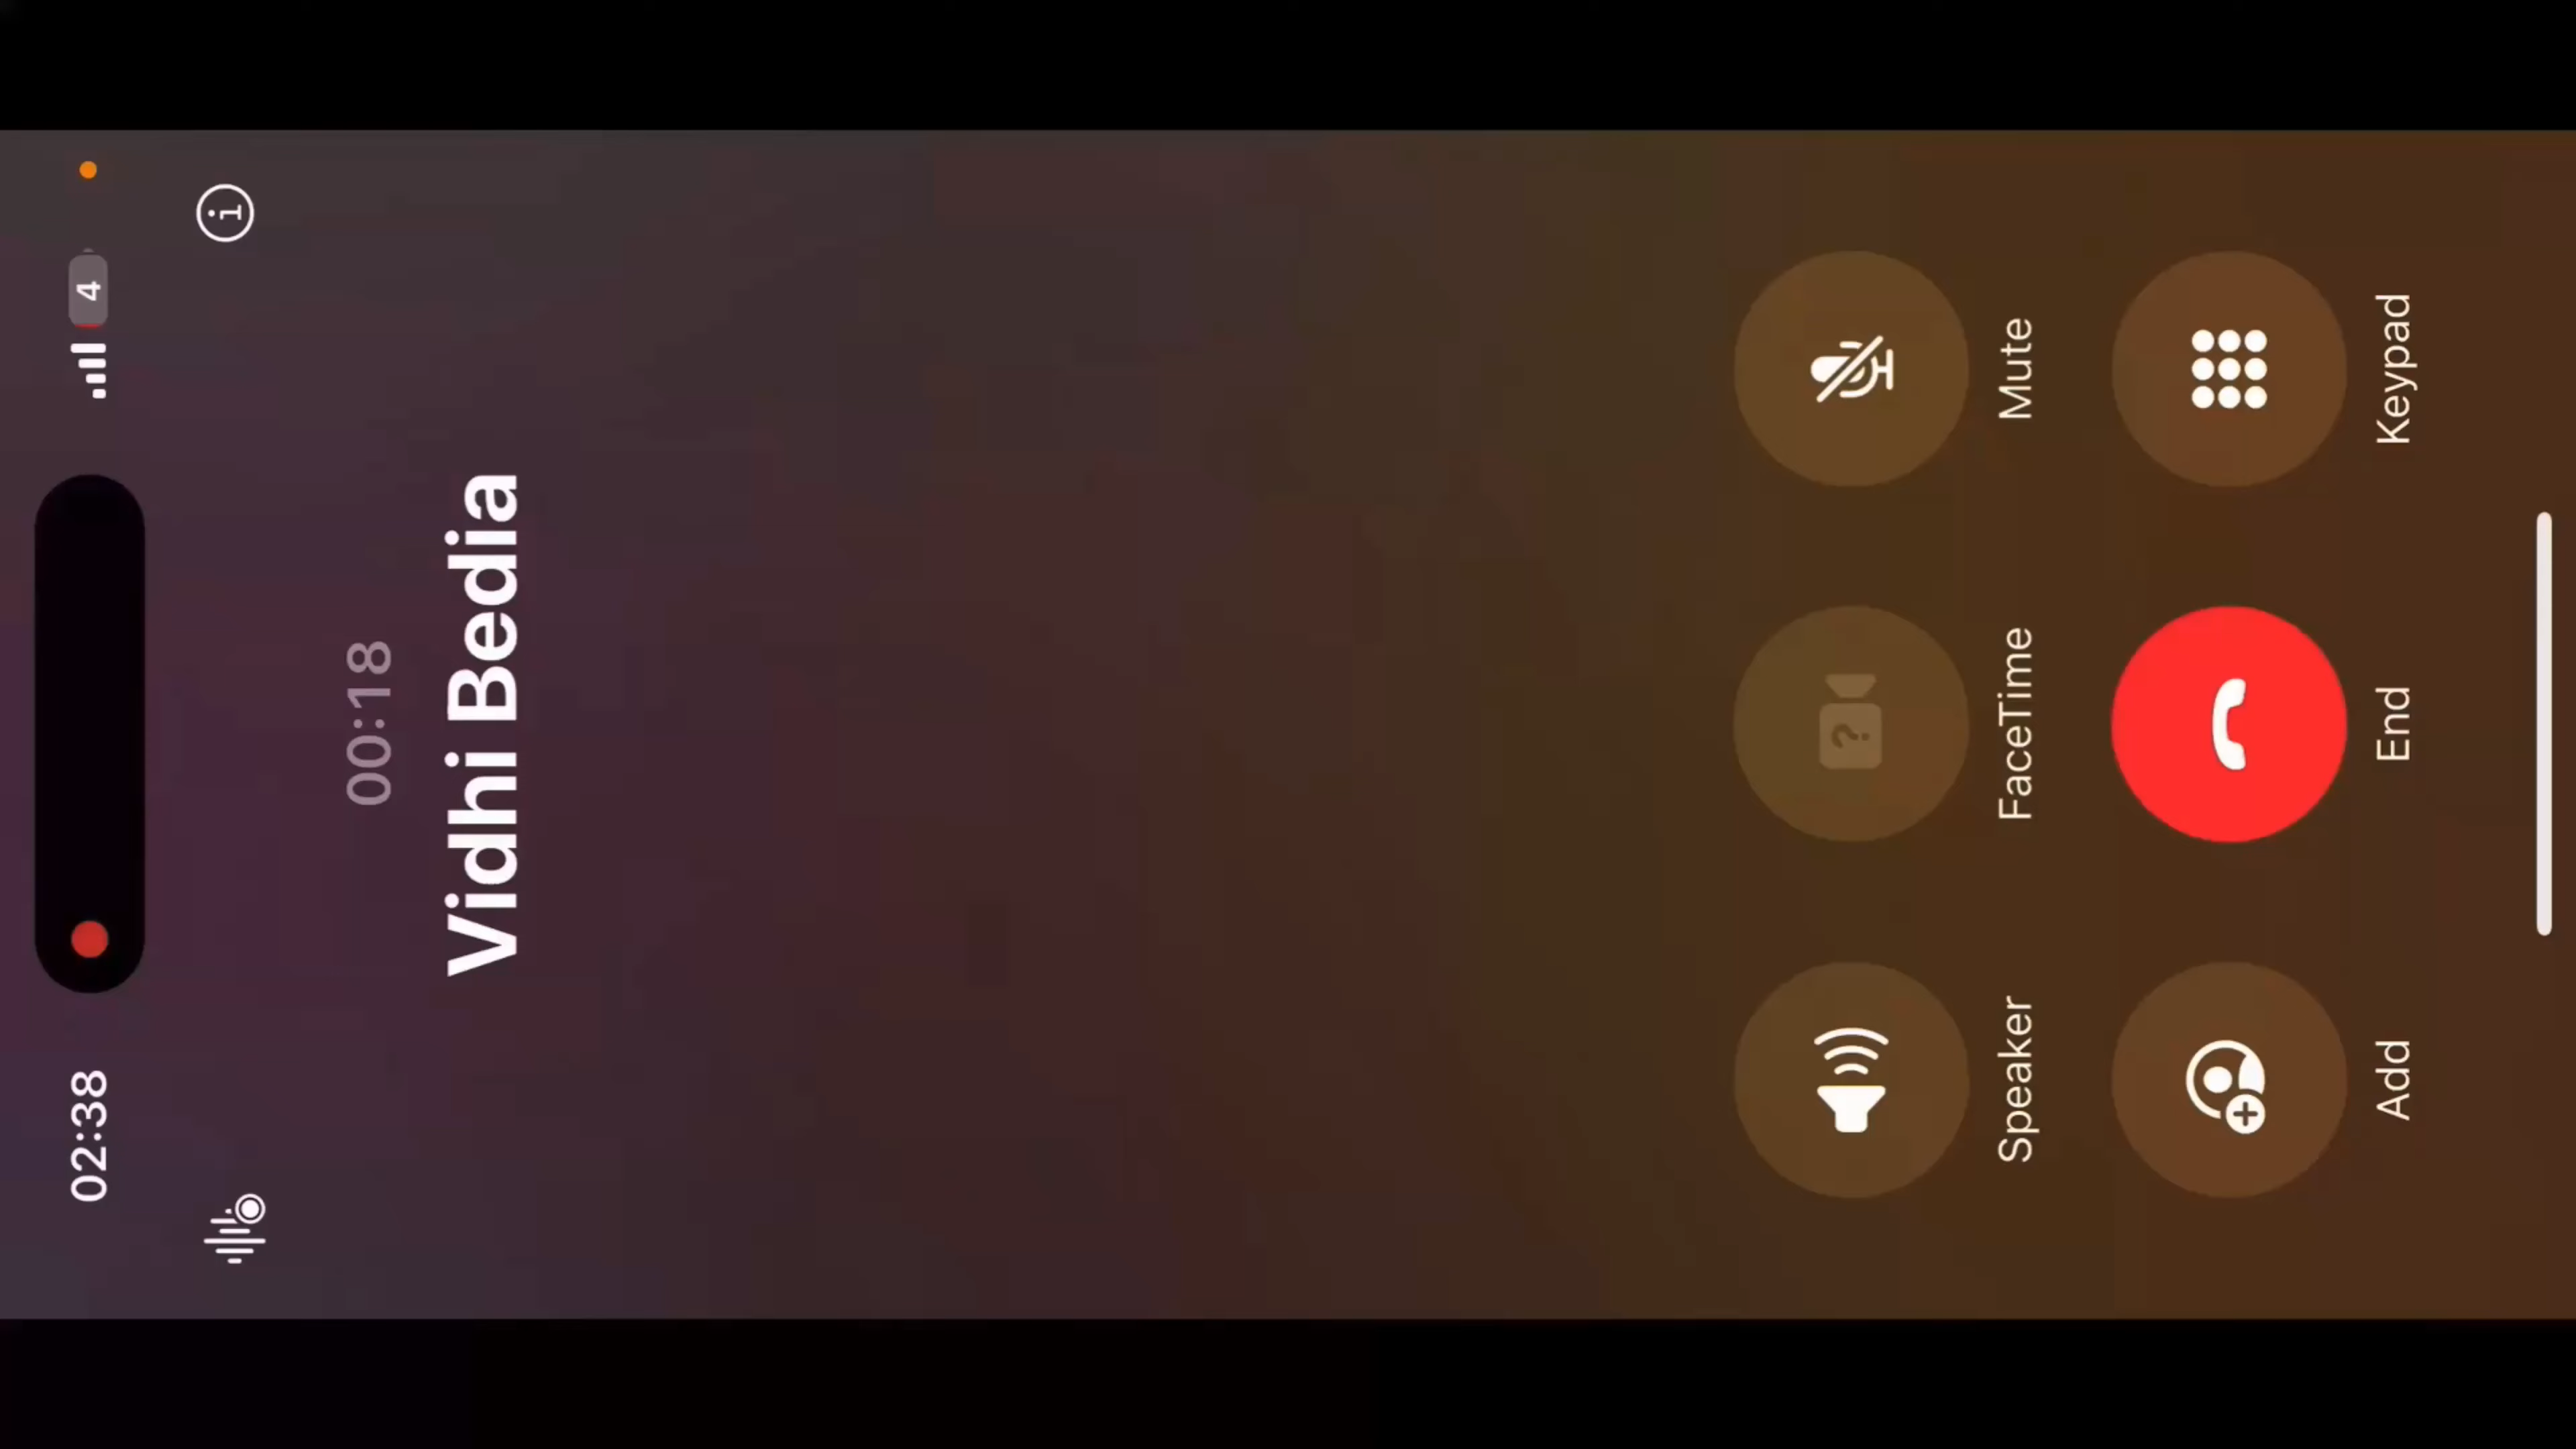 02:38
4
00:18
Vidhi Bedia
Speaker
FaceTime
Mute
Add
End
Keypad